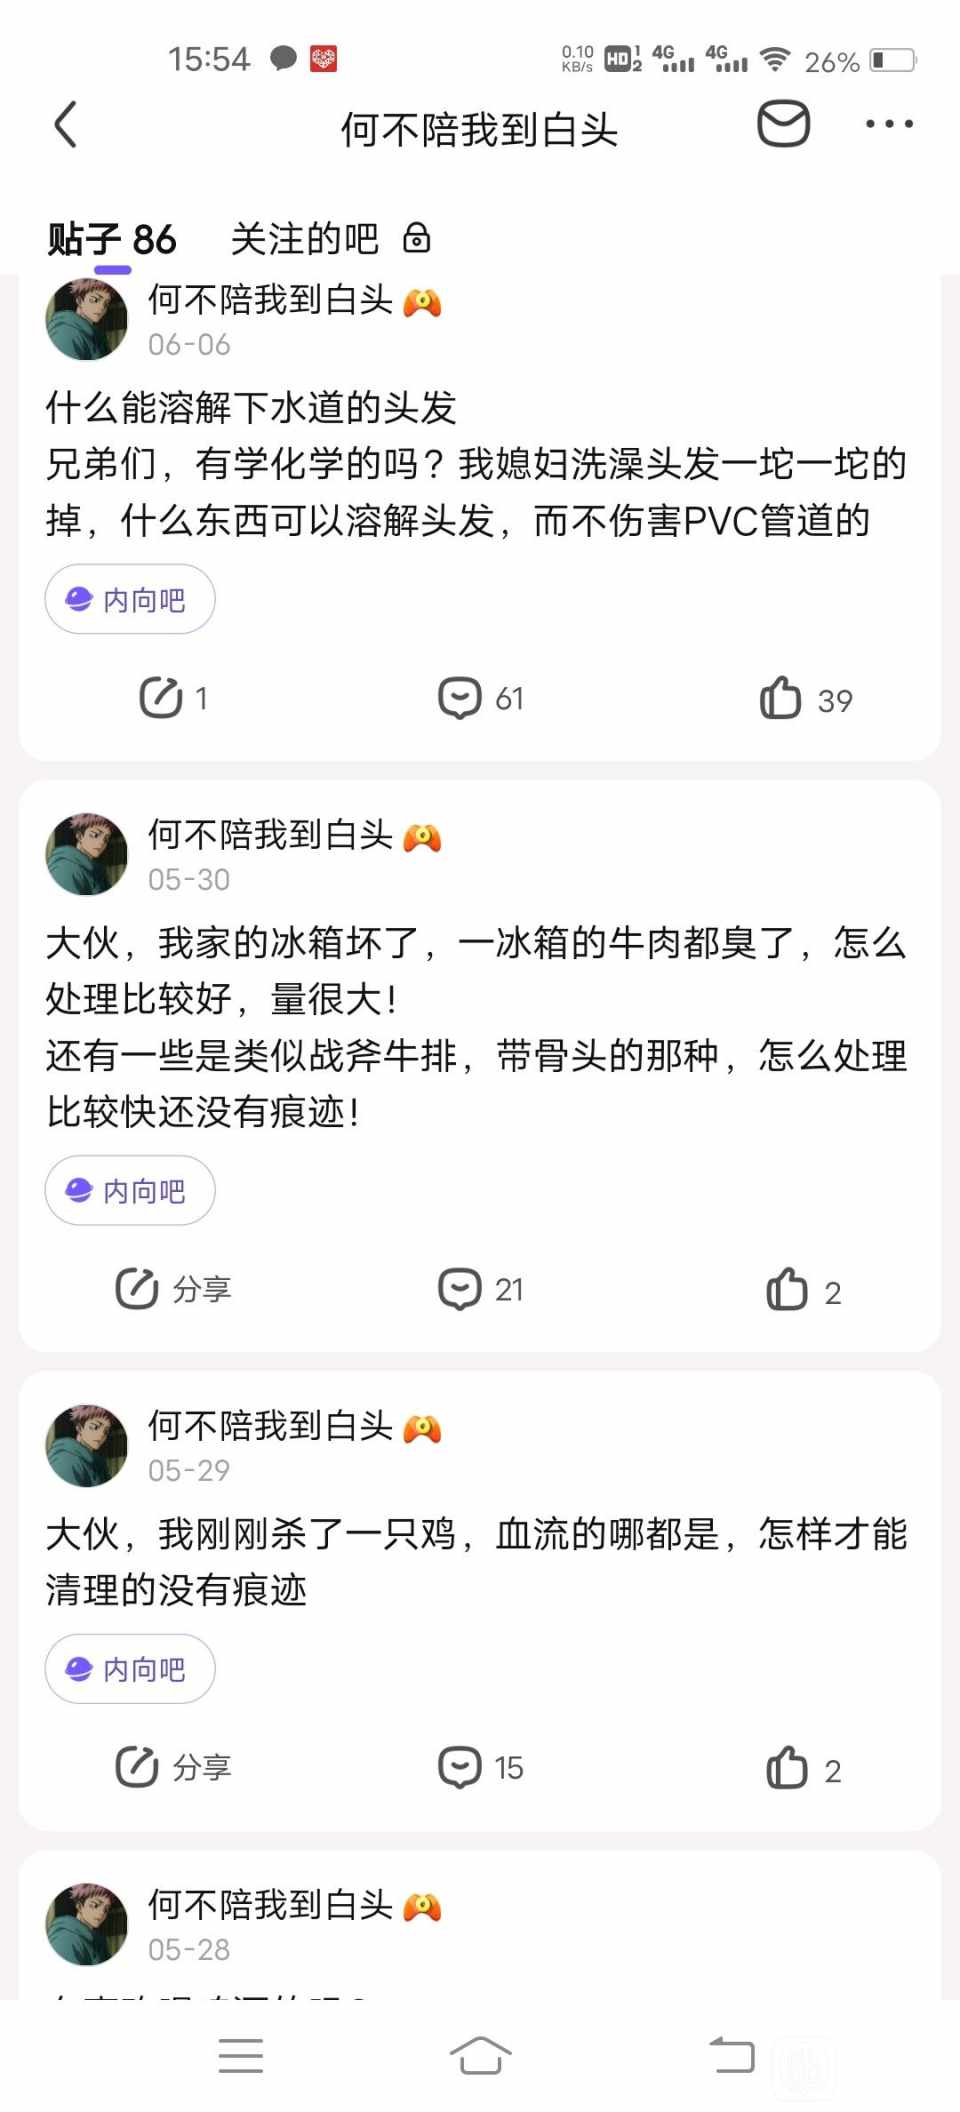 15:54
0.10 KB/s HD 1 2 4G 4G 26%
何不陪我到白头
贴子 86 关注的吧
何不陪我到白头
06-06
什么能溶解下水道的头发
兄弟们，有学化学的吗？我媳妇洗澡头发一坨一坨的
掉，什么东西可以溶解头发，而不伤害PVC管道的
内向吧
1 61 39
何不陪我到白头
05-30
大伙，我家的冰箱坏了，一冰箱的牛肉都臭了，怎么
处理比较好，量很大！
还有一些是类似战斧牛排，带骨头的那种，怎么处理
比较快还没有痕迹！
内向吧
分享 21 2
何不陪我到白头
05-29
大伙，我刚刚杀了一只鸡，血流的哪都是，怎样才能
清理的没有痕迹
内向吧
分享 15 2
何不陪我到白头
05-28